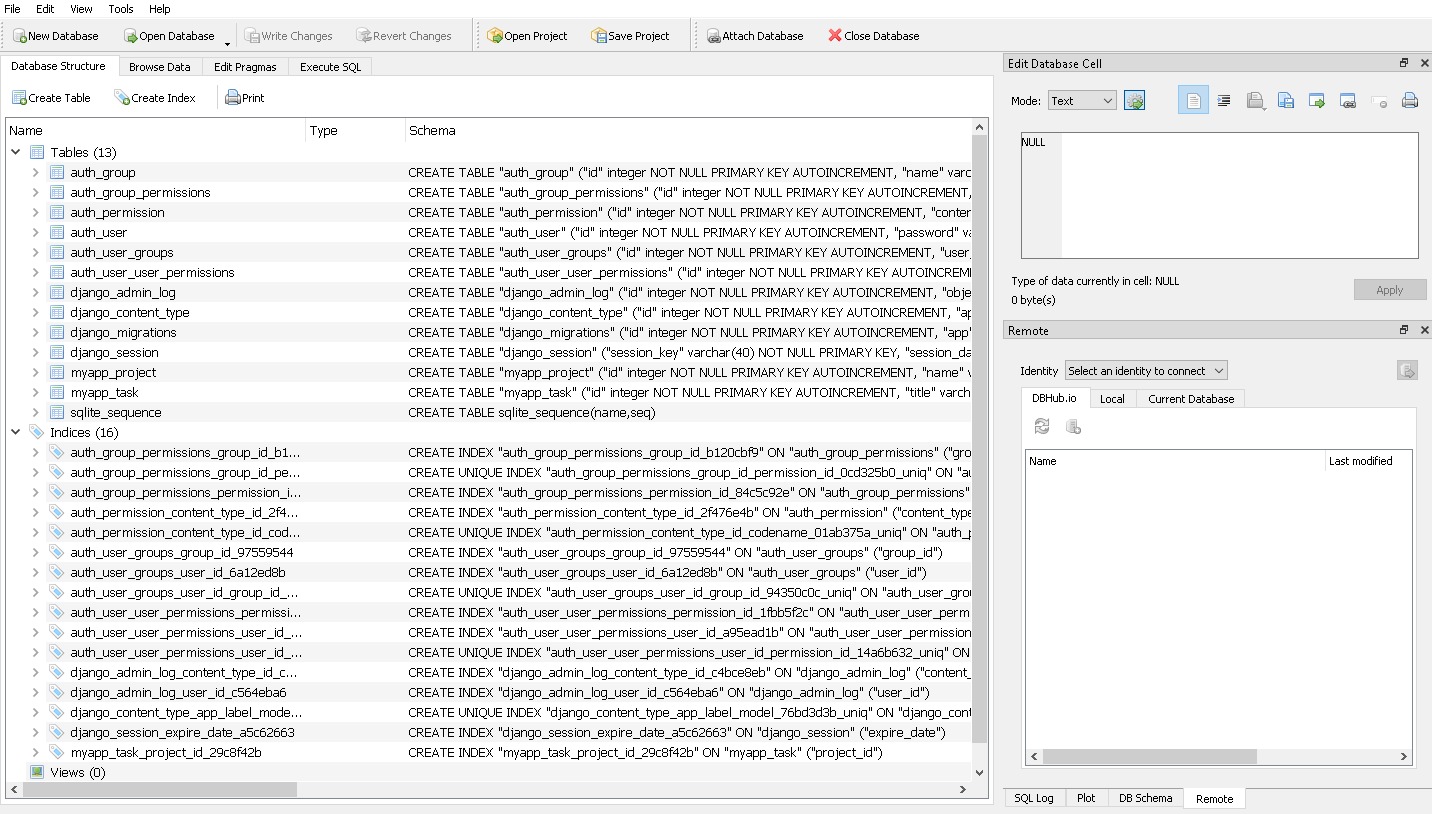 File Edit View Tools Help
New Database Open Database Write Changes Revert Changes Open Project Save Project Attach Database Close Database
Database Structure Browse Data Edit Pragmas Execute SQL
Create Table Create Index Print
Name Type Schema
Tables (13)
auth_group CREATE TABLE "auth_group" ("id" integer NOT NULL PRIMARY KEY AUTOINCREMENT, "name" varc
auth_group_permissions CREATE TABLE "auth_group_permissions" ("id" integer NOT NULL PRIMARY KEY AUTOINCREMENT,
auth_permission CREATE TABLE "auth_permission" ("id" integer NOT NULL PRIMARY KEY AUTOINCREMENT, "conten
auth_user CREATE TABLE "auth_user" ("id" integer NOT NULL PRIMARY KEY AUTOINCREMENT, "password" va
auth_user_groups CREATE TABLE "auth_user_groups" ("id" integer NOT NULL PRIMARY KEY AUTOINCREMENT, "user_
auth_user_user_permissions CREATE TABLE "auth_user_user_permissions" ("id" integer NOT NULL PRIMARY KEY AUTOINCREM
django_admin_log CREATE TABLE "django_admin_log" ("id" integer NOT NULL PRIMARY KEY AUTOINCREMENT, "obje
django_content_type CREATE TABLE "django_content_type" ("id" integer NOT NULL PRIMARY KEY AUTOINCREMENT, "ap
django_migrations CREATE TABLE "django_migrations" ("id" integer NOT NULL PRIMARY KEY AUTOINCREMENT, "app"
django_session CREATE TABLE "django_session" ("session_key" varchar(40) NOT NULL PRIMARY KEY, "session_da
myapp_project CREATE TABLE "myapp_project" ("id" integer NOT NULL PRIMARY KEY AUTOINCREMENT, "name" v
myapp_task CREATE TABLE "myapp_task" ("id" integer NOT NULL PRIMARY KEY AUTOINCREMENT, "title" varch
sqlite_sequence CREATE TABLE sqlite_sequence(name,seq)
Indices (16)
auth_group_permissions_group_id_b1... CREATE INDEX "auth_group_permissions_group_id_b120cbf9" ON "auth_group_permissions" ("gro
auth_group_permissions_group_id_pe... CREATE UNIQUE INDEX "auth_group_permissions_group_id_permission_id_0cd325b0_uniq" ON "au
auth_group_permissions_permission_i... CREATE INDEX "auth_group_permissions_permission_id_84c5c92e" ON "auth_group_permissions"
auth_permission_content_type_id_2f4... CREATE INDEX "auth_permission_content_type_id_2f476e4b" ON "auth_permission" ("content_type
auth_permission_content_type_id_cod... CREATE UNIQUE INDEX "auth_permission_content_type_id_codename_01ab375a_uniq" ON "auth_p
auth_user_groups_group_id_97559544 CREATE INDEX "auth_user_groups_group_id_97559544" ON "auth_user_groups" ("group_id")
auth_user_groups_user_id_6a12ed8b CREATE INDEX "auth_user_groups_user_id_6a12ed8b" ON "auth_user_groups" ("user_id")
auth_user_groups_user_id_group_id_... CREATE UNIQUE INDEX "auth_user_groups_user_id_group_id_94350c0c_uniq" ON "auth_user_grou
auth_user_user_permissions_permissi... CREATE INDEX "auth_user_user_permissions_permission_id_1fbb5f2c" ON "auth_user_user_perm
auth_user_user_permissions_user_id_... CREATE INDEX "auth_user_user_permissions_user_id_a95ead1b" ON "auth_user_user_permission
auth_user_user_permissions_user_id_... CREATE UNIQUE INDEX "auth_user_user_permissions_user_id_permission_id_14a6b632_uniq" ON
django_admin_log_content_type_id_c... CREATE INDEX "django_admin_log_content_type_id_c4bce8eb" ON "django_admin_log" ("content_
django_admin_log_user_id_c564eba6 CREATE INDEX "django_admin_log_user_id_c564eba6" ON "django_admin_log" ("user_id")
django_content_type_app_label_mode... CREATE UNIQUE INDEX "django_content_type_app_label_model_76bd3d3b_uniq" ON "django_cont
django_session_expire_date_a5c62663 CREATE INDEX "django_session_expire_date_a5c62663" ON "django_session" ("expire_date")
myapp_task_project_id_29c8f42b CREATE INDEX "myapp_task_project_id_29c8f42b" ON "myapp_task" ("project_id")
Views (0)
Edit Database Cell
Mode: Text
NULL
Type of data currently in cell: NULL
0 byte(s)
Apply
Remote
Identity Select an identity to connect
DBHub.io Local Current Database
Name Last modified
SQL Log Plot DB Schema Remote